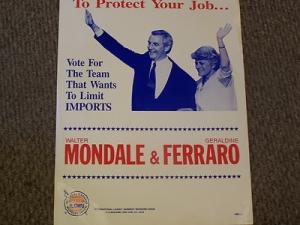 To Protect Your Job...
Vote For
The Team
That Wants
To Limit
IMPORTS
WALTER GERALDINE
MONDALE & FERRARO